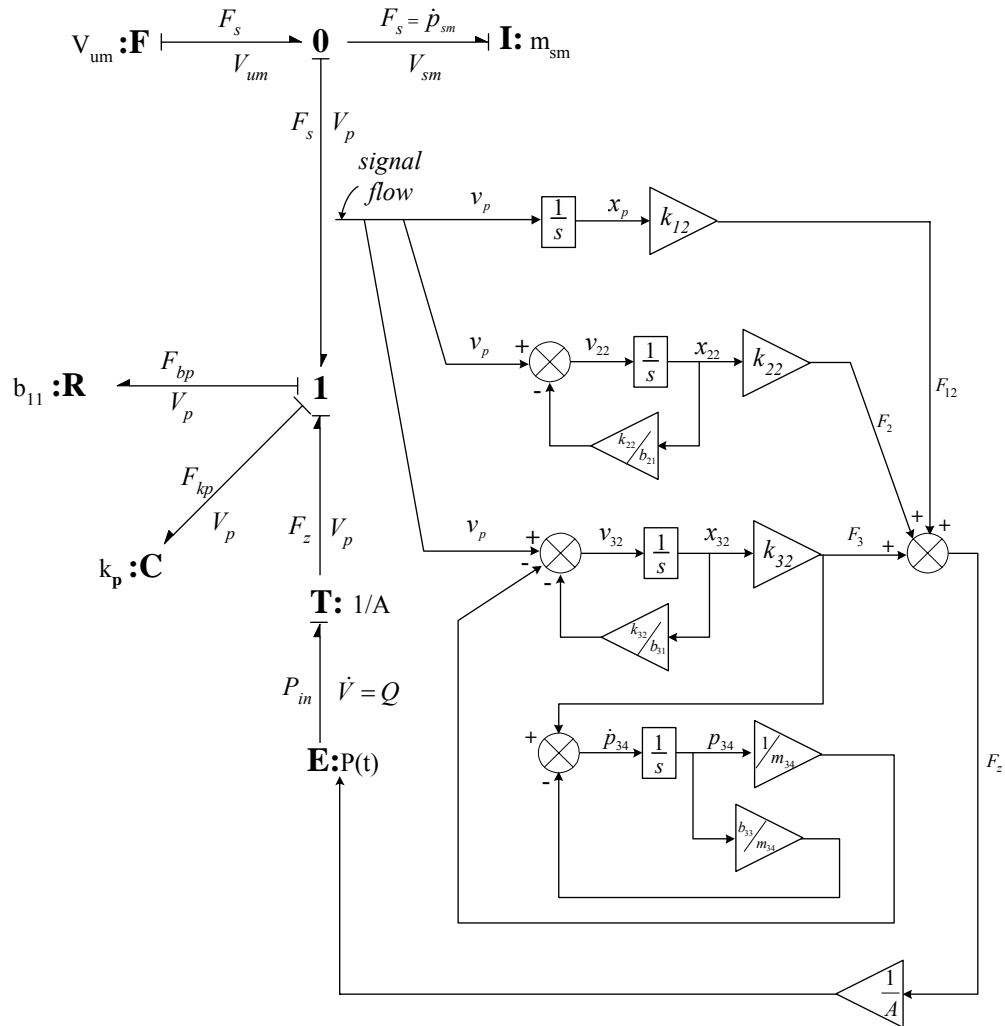 V_um :F
F_s
V_um
0
F_s = ṗ_sm
V_sm
I: m_sm
F_s V_p
signal flow
v_p
1/s
x_p
k_12
v_p
+
-
v_22
1/s
x_22
k_22
k_22/b_21
F_2
F_12
b_11 :R
F_bp
V_p
1
F_kp
V_p
k_p :C
F_z V_p
v_p
+
-
-
v_32
1/s
x_32
k_32
F_3
+
+
+
k_32/b_31
T: 1/A
P_in
V̇ = Q
E:P(t)
+
-
ṗ_34
1/s
p_34
1/m_34
b_33/m_34
F_z
1/A